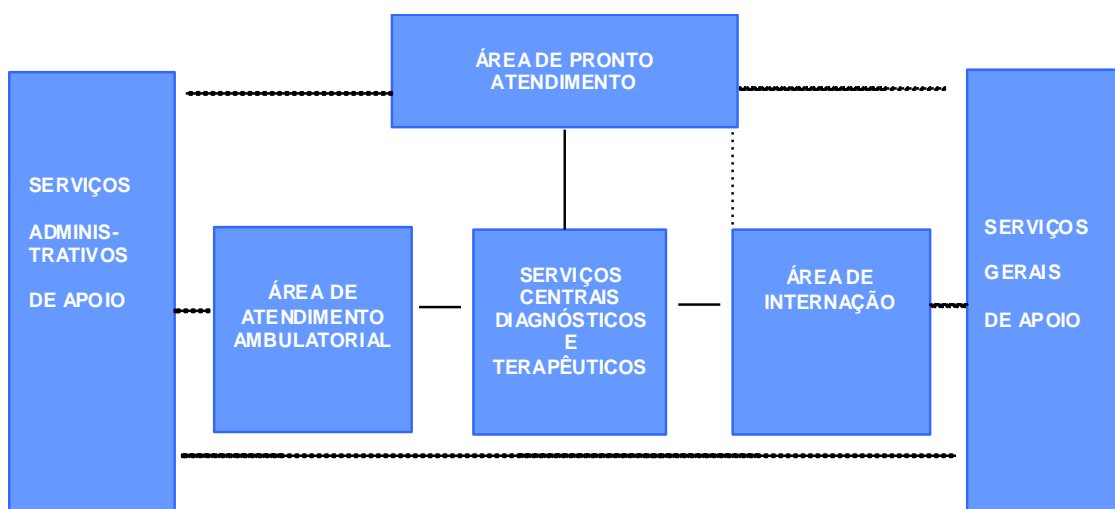 ÁREA DE PRONTO
ATENDIMENTO
SERVIÇOS
ADMINIS-
TRATIVOS
DE APOIO
ÁREA DE
ATENDIMENTO
AMBULATORIAL
SERVIÇOS
CENTRAIS
DIAGNÓSTICOS
E
TERAPÊUTICOS
ÁREA DE
INTERNAÇÃO
SERVIÇOS
GERAIS
DE APOIO